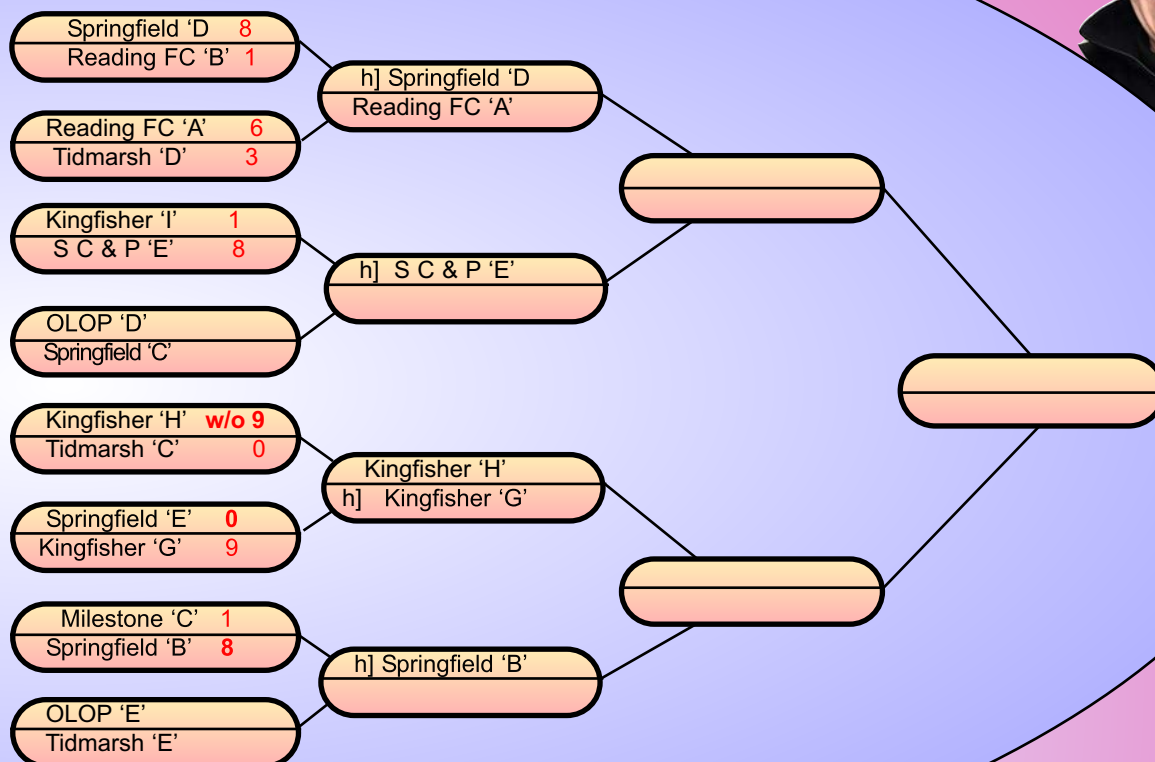 Springfield ‘D 8
Reading FC ‘B’ 1
Reading FC ‘A’ 6
Tidmarsh ‘D’ 3
Kingfisher ‘I’ 1
S C & P ‘E’ 8
OLOP ‘D’
Springfield ‘C’
Kingfisher ‘H’ w/o 9
Tidmarsh ‘C’ 0
Springfield ‘E’ 0
Kingfisher ‘G’ 9
Milestone ‘C’ 1
Springfield ‘B’ 8
OLOP ‘E’
Tidmarsh ‘E’
h] Springfield ‘D
Reading FC ‘A’
h] S C & P ‘E’
Kingfisher ‘H’
h] Kingfisher ‘G’
h] Springfield ‘B’